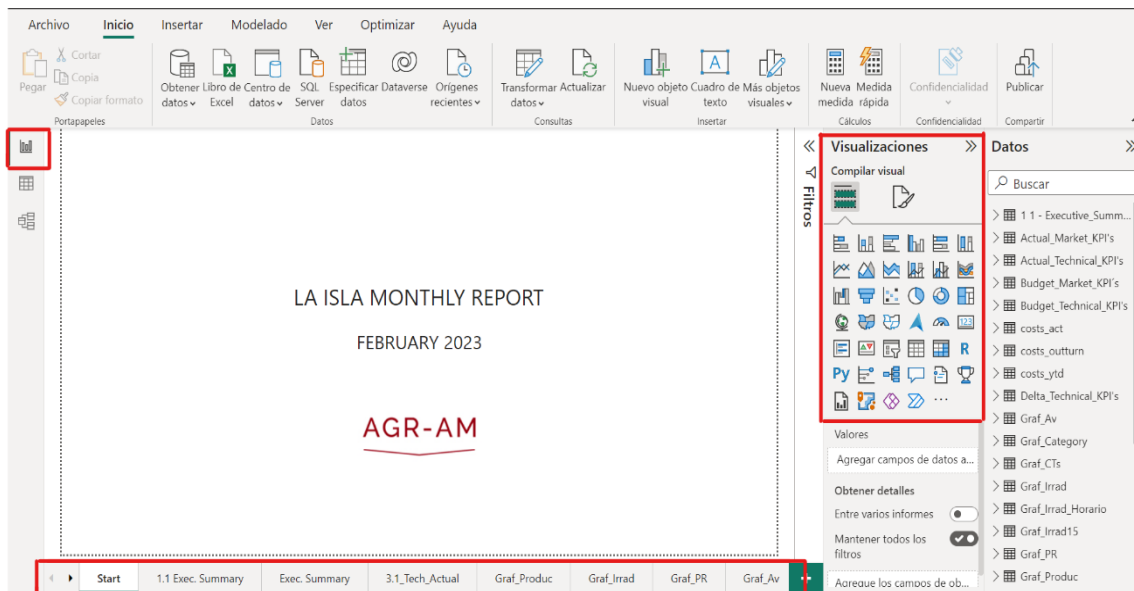 Archivo Inicio Insertar Modelado Ver Optimizar Ayuda
Pegar
Cortar
Copia
Copiar formato
Portapapeles
Obtener datos
Libro de Excel
Centro de datos
SQL Server
Especificar datos
Dataverse
Orígenes recientes
Datos
Transformar datos
Actualizar
Consultas
Nuevo objeto visual
Cuadro de texto
Más objetos visuales
Insertar
Nueva medida
Medida rápida
Cálculos
Confidencialidad
Confidencialidad
Publicar
Compartir
LA ISLA MONTHLY REPORT
FEBRUARY 2023
AGR-AM
Filtros
Visualizaciones
Compilar visual
123
R
Py
Valores
Agregar campos de datos a...
Obtener detalles
Entre varios informes
Mantener todos los
filtros
Agregue los campos de ob...
Datos
Buscar
1 1 - Executive_Summ...
Actual_Market_KPI's
Actual_Technical_KPI's
Budget_Market_KPI´s
Budget_Technical_KPI's
costs_act
costs_outturn
costs_ytd
Delta_Technical_KPI's
Graf_Av
Graf_Category
Graf_CTs
Graf_Irrad
Graf_Irrad_Horario
Graf_Irrad15
Graf_PR
Graf_Produc
Start 1.1 Exec. Summary Exec. Summary 3.1_Tech_Actual Graf_Produc Graf_Irrad Graf_PR Graf_Av